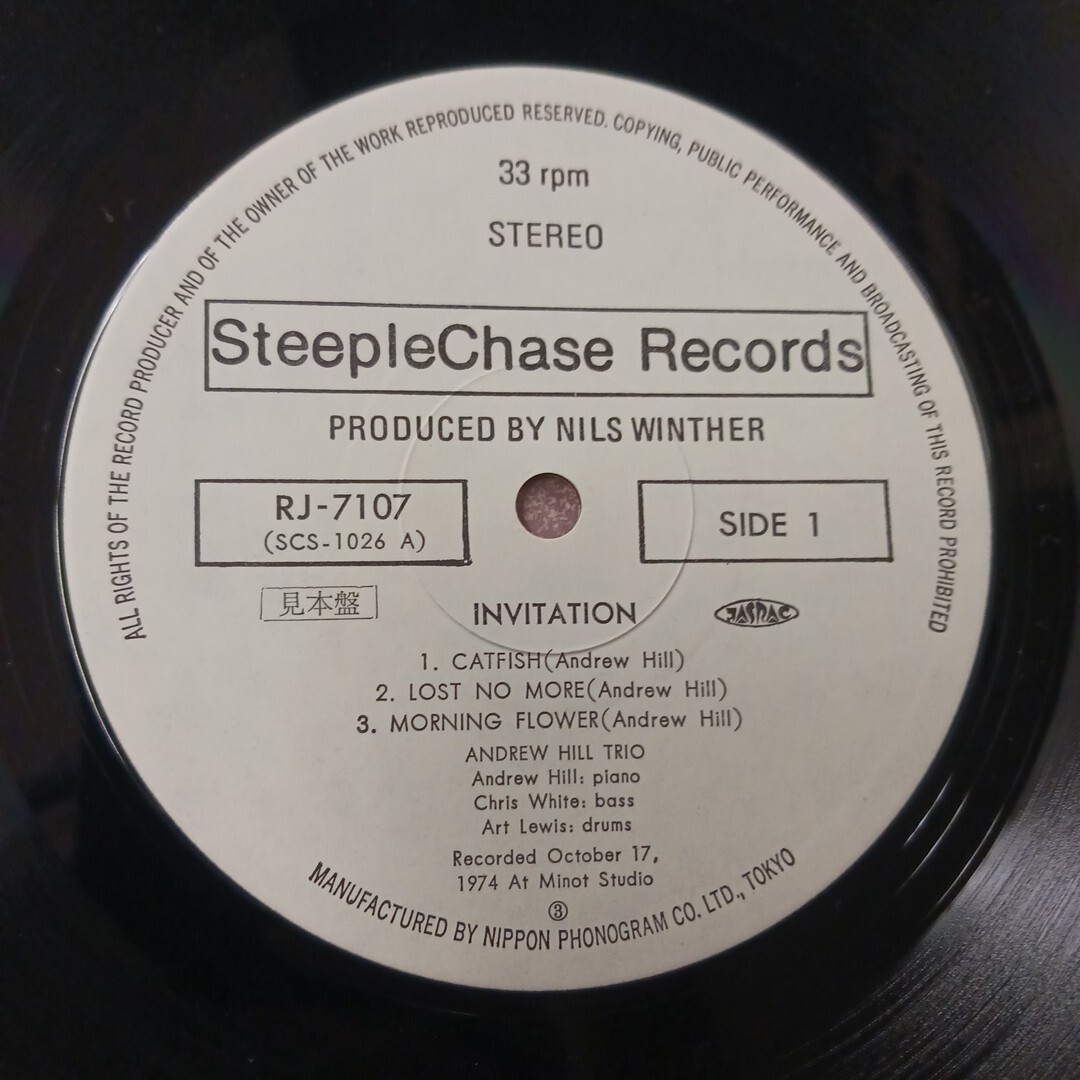 ALL RIGHTS OF THE RECORD PRODUCER AND OF THE OWNER OF THE WORK REPRODUCED RESERVED. COPYING, PUBLIC PERFORMANCE AND BROADCASTING OF THIS RECORD PROHIBITED
33 rpm
STEREO
SteepleChase Records
PRODUCED BY NILS WINTHER
RJ-7107
(SCS-1026 A)
SIDE 1
見本盤
INVITATION
JASRAC
1. CATFISH(Andrew Hill)
2. LOST NO MORE(Andrew Hill)
3. MORNING FLOWER(Andrew Hill)
ANDREW HILL TRIO
Andrew Hill: piano
Chris White: bass
Art Lewis: drums
Recorded October 17,
1974 At Minot Studio
③
MANUFACTURED BY NIPPON PHONOGRAM CO. LTD., TOKYO